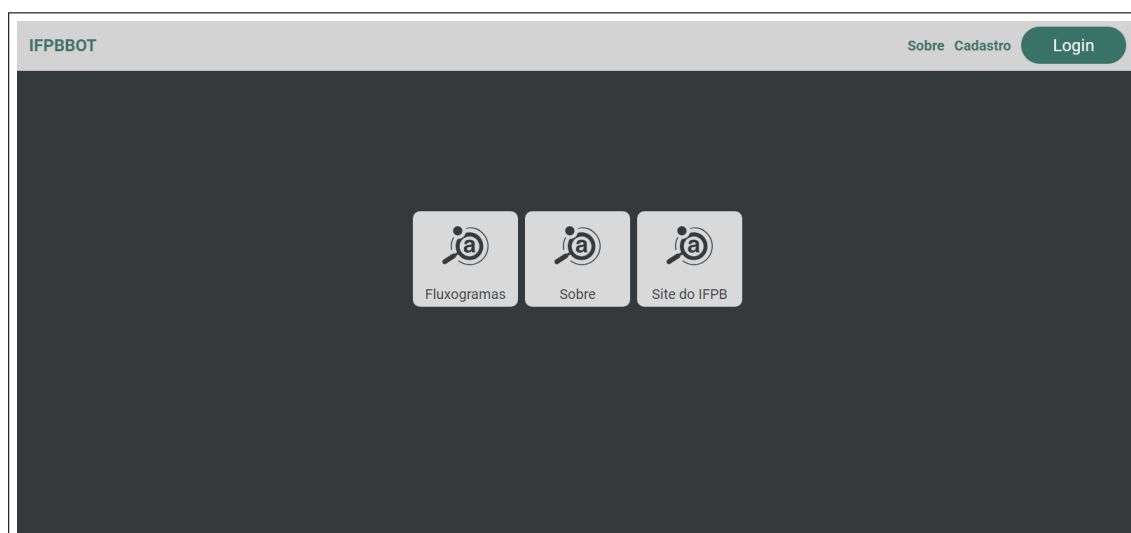 IFPBBOT
Sobre Cadastro Login
a a a
Fluxogramas Sobre Site do IFPB